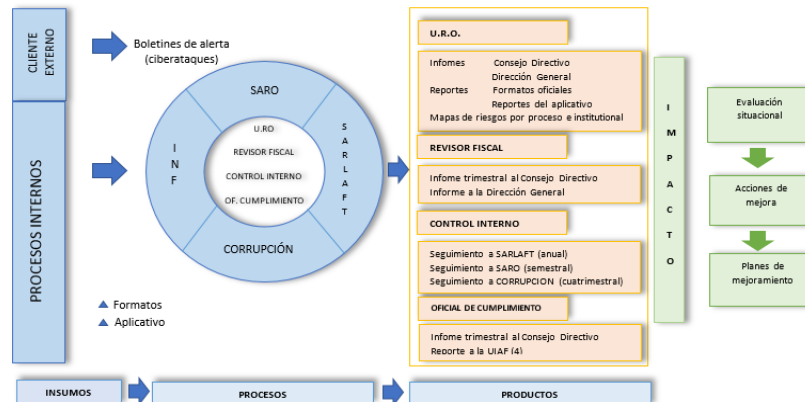 CLIENTE
EXTERNO
PROCESOS INTERNOS
Boletines de alerta
(ciberataques)
SARO
INF
SARLAFT
CORRUPCIÓN
U.RO
REVISOR FISCAL
CONTROL INTERNO
OF. CUMPLIMIENTO
Formatos
Aplicativo
U.R.O.
Infomes Consejo Directivo
Dirección General
Reportes Formatos oficiales
Reportes del aplicativo
Mapas de riesgos por proceso e institucional
REVISOR FISCAL
Infome trimestral al Consejo Directivo
Informe a la Dirección General
CONTROL INTERNO
Seguimiento a SARLAFT (anual)
Seguimiento a SARO (semestral)
Seguimiento a CORRUPCION (cuatrimestral)
OFICIAL DE CUMPLIMIENTO
Infome trimestral al Consejo Directivo
Reporte a la UIAF (4)
IMPACTO
Evaluación
situacional
Acciones de
mejora
Planes de
mejoramiento
INSUMOS
PROCESOS
PRODUCTOS